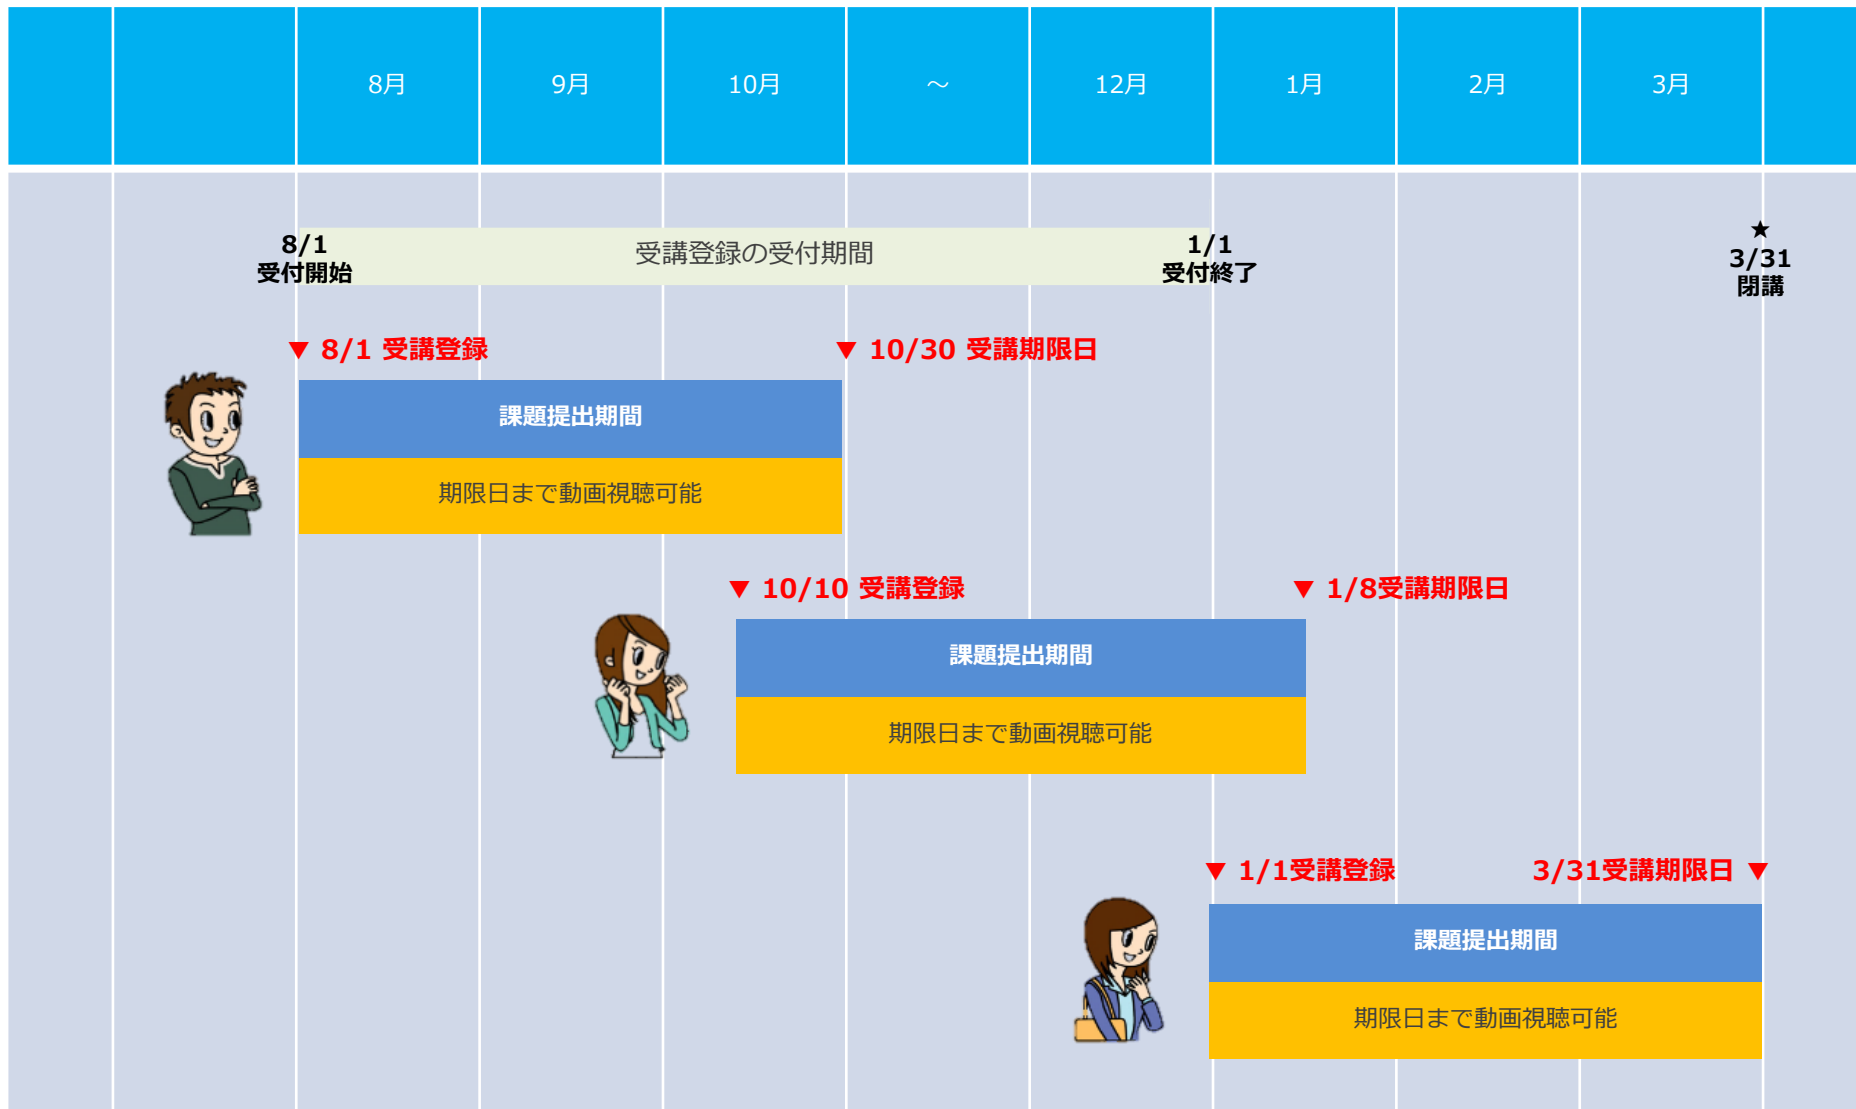 8月 9月 10月 ～ 12月 1月 2月 3月
8/1
受付開始
受講登録の受付期間
1/1
受付終了
★
3/31
閉講
▼ 8/1 受講登録
▼ 10/30 受講期限日
課題提出期間
期限日まで動画視聴可能
▼ 10/10 受講登録
▼ 1/8受講期限日
課題提出期間
期限日まで動画視聴可能
▼ 1/1受講登録
3/31受講期限日 ▼
課題提出期間
期限日まで動画視聴可能